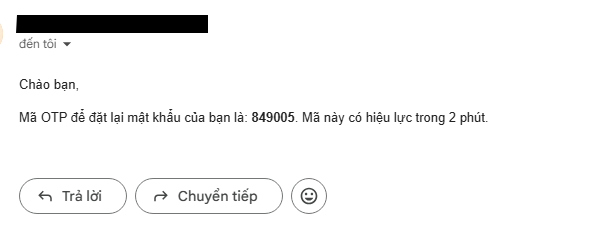 đến tôi
Chào bạn,
Mã OTP để đặt lại mật khẩu của bạn là: 849005. Mã này có hiệu lực trong 2 phút.
Trả lời
Chuyển tiếp